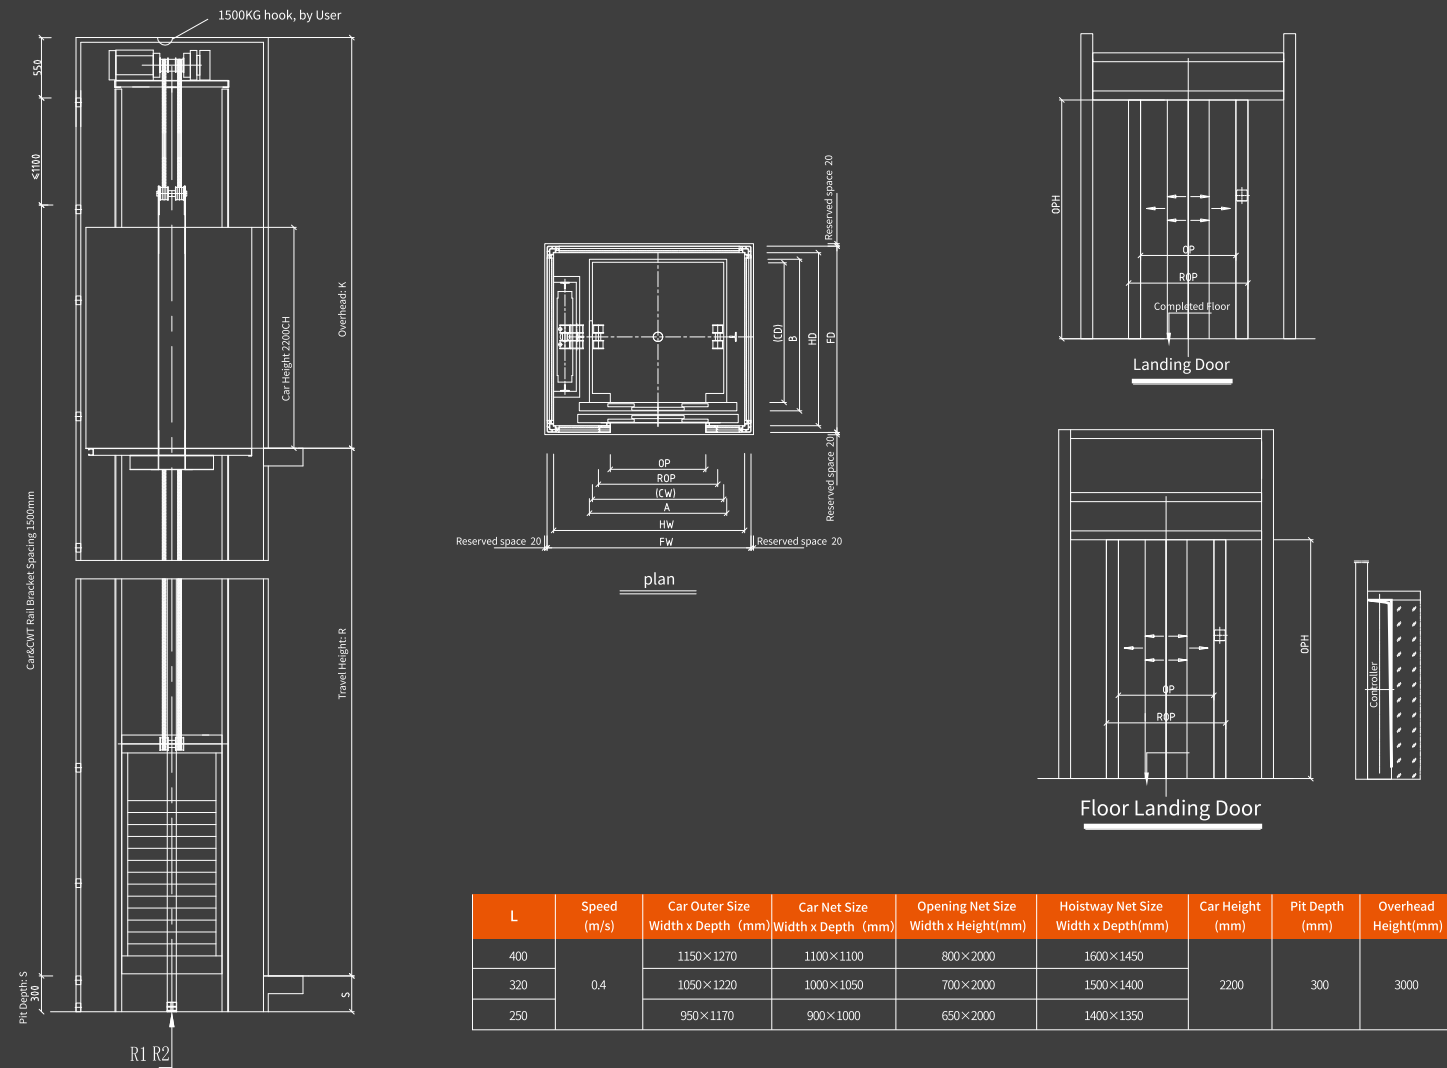 1500KG hook, by User
550
≤1100
Car&CWT Rail Bracket Spacing 1500mm
Pit Depth: S
300
Overhead: K
Car Height 2200CH
Travel Height: R
S
R1 R2
Reserved space 20
(CD)
B
HD
FD
Reserved space 20
OP
ROP
(CW)
A
HW
Reserved space 20
FW
Reserved space 20
plan
OPH
OP
ROP
Completed Floor
Landing Door
OPH
OP
ROP
Floor Landing Door
Controller
L
Speed
(m/s)
Car Outer Size
Width x Depth（mm)
Car Net Size
Width x Depth（mm)
Opening Net Size
Width x Height(mm)
Hoistway Net Size
Width x Depth(mm)
Car Height
(mm)
Pit Depth
(mm)
Overhead
Height(mm)
400 1150×1270 1100×1100 800×2000 1600×1450
320 0.4 1050×1220 1000×1050 700×2000 1500×1400 2200 300 3000
250 950×1170 900×1000 650×2000 1400×1350